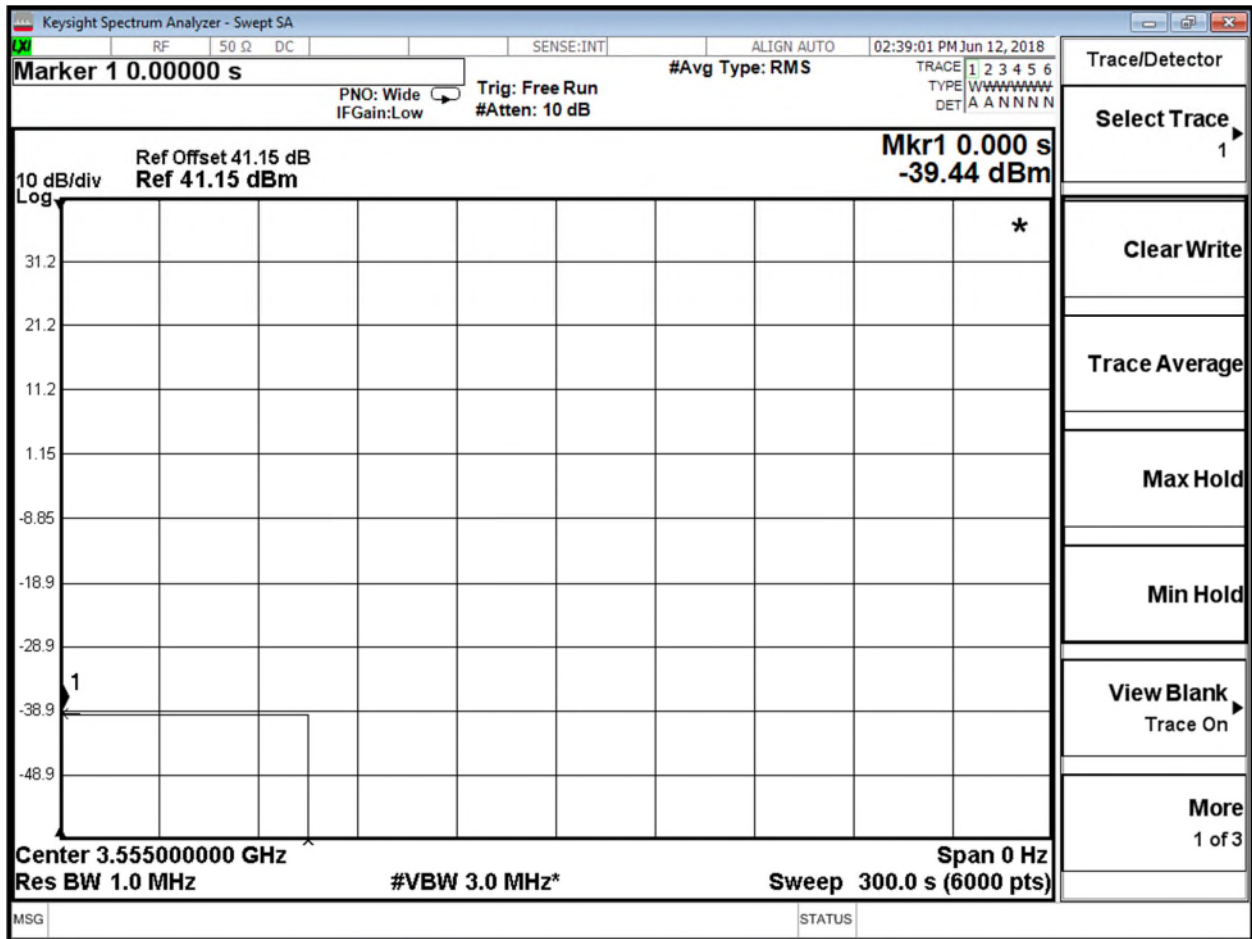 Keysight Spectrum Analyzer - Swept SA
LXI RF 50 Ω DC SENSE:INT ALIGN AUTO 02:39:01 PM Jun 12, 2018
Marker 1 0.00000 s
PNO: Wide
IFGain:Low
Trig: Free Run
#Atten: 10 dB
#Avg Type: RMS
TRACE 1 2 3 4 5 6
TYPE WWWWWW
DET A A N N N N
Trace/Detector
Ref Offset 41.15 dB
10 dB/div Ref 41.15 dBm
Log
Mkr1 0.000 s
-39.44 dBm
*
31.2
21.2
11.2
1.15
-8.85
-18.9
-28.9
-38.9
-48.9
1
Center 3.555000000 GHz Span 0 Hz
Res BW 1.0 MHz #VBW 3.0 MHz* Sweep 300.0 s (6000 pts)
MSG STATUS
Select Trace
1
Clear Write
Trace Average
Max Hold
Min Hold
View Blank
Trace On
More
1 of 3